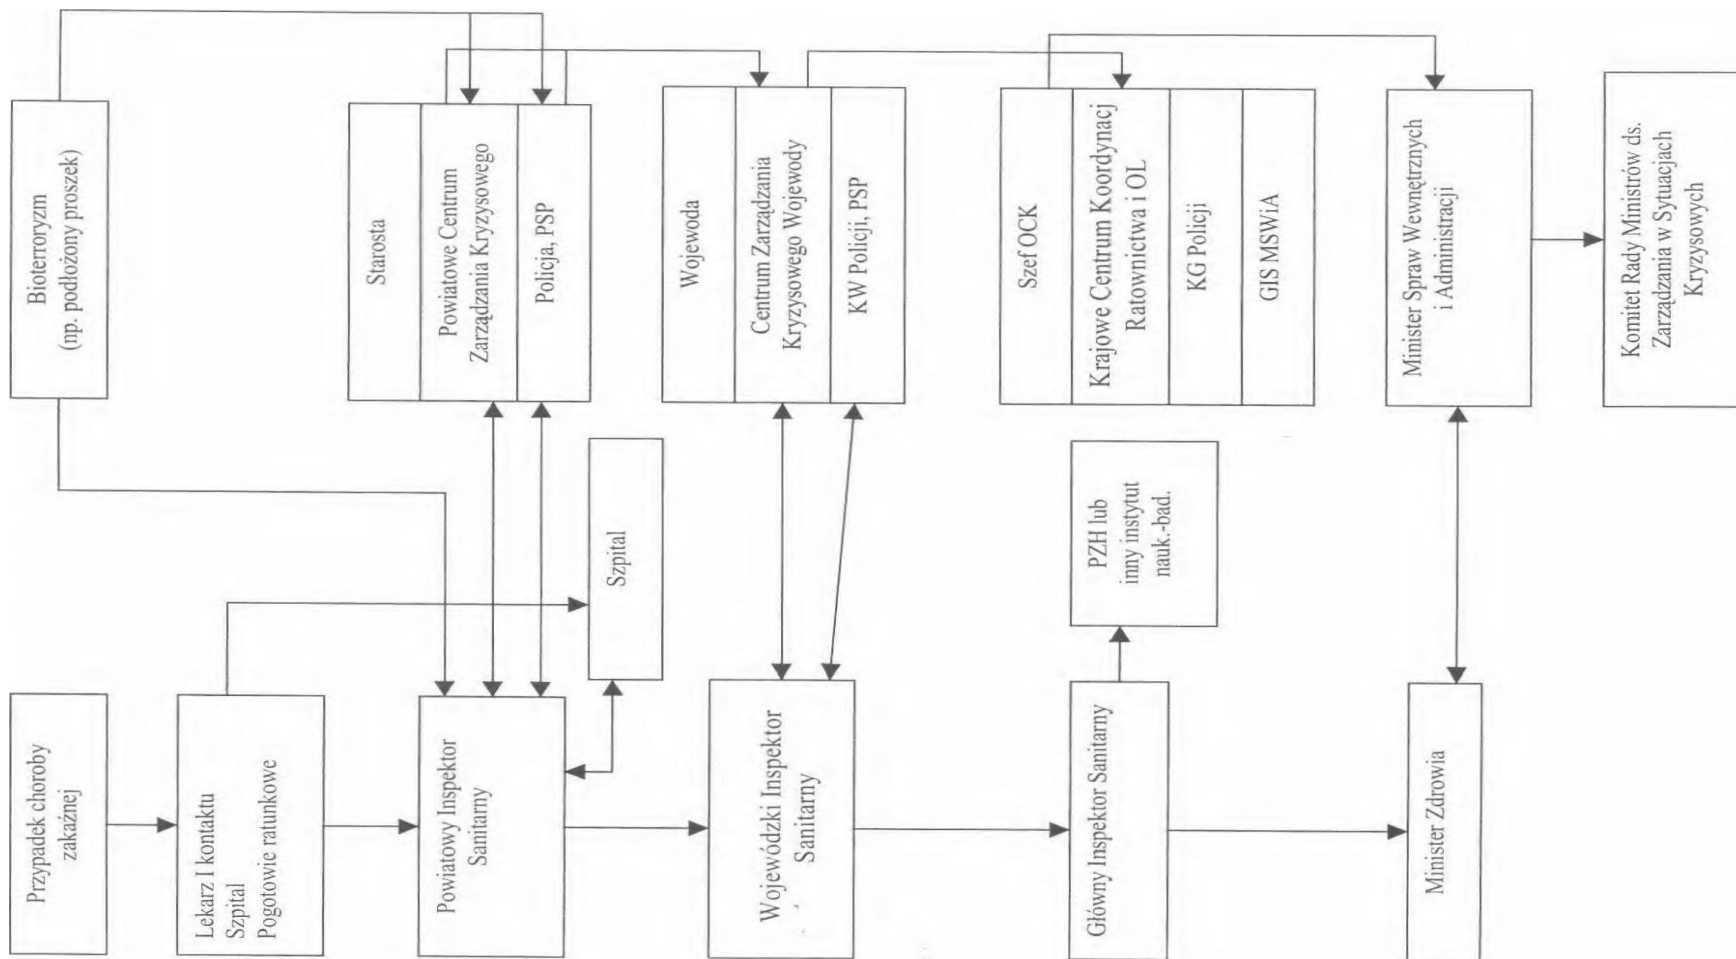 Przypadek choroby
zakaźnej
Bioterroryzm
(np. podłożony proszek)
Lekarz I kontaktu
Szpital
Pogotowie ratunkowe
Powiatowy Inspektor
Sanitarny
Starosta
Powiatowe Centrum
Zarządzania Kryzysowego
Policja, PSP
Szpital
Wojewódzki Inspektor
Sanitarny
Wojewoda
Centrum Zarządzania
Kryzysowego Wojewody
KW Policji, PSP
Główny Inspektor Sanitarny
PZH lub
inny instytut
nauk.-bad.
Szef OCK
Krajowe Centrum Koordynacj
Ratownictwa i OL
KG Policji
GIS MSWiA
Minister Zdrowia
Minister Spraw Wewnętrznych
i Administracji
Komitet Rady Ministrów ds.
Zarządzania w Sytuacjach
Kryzysowych